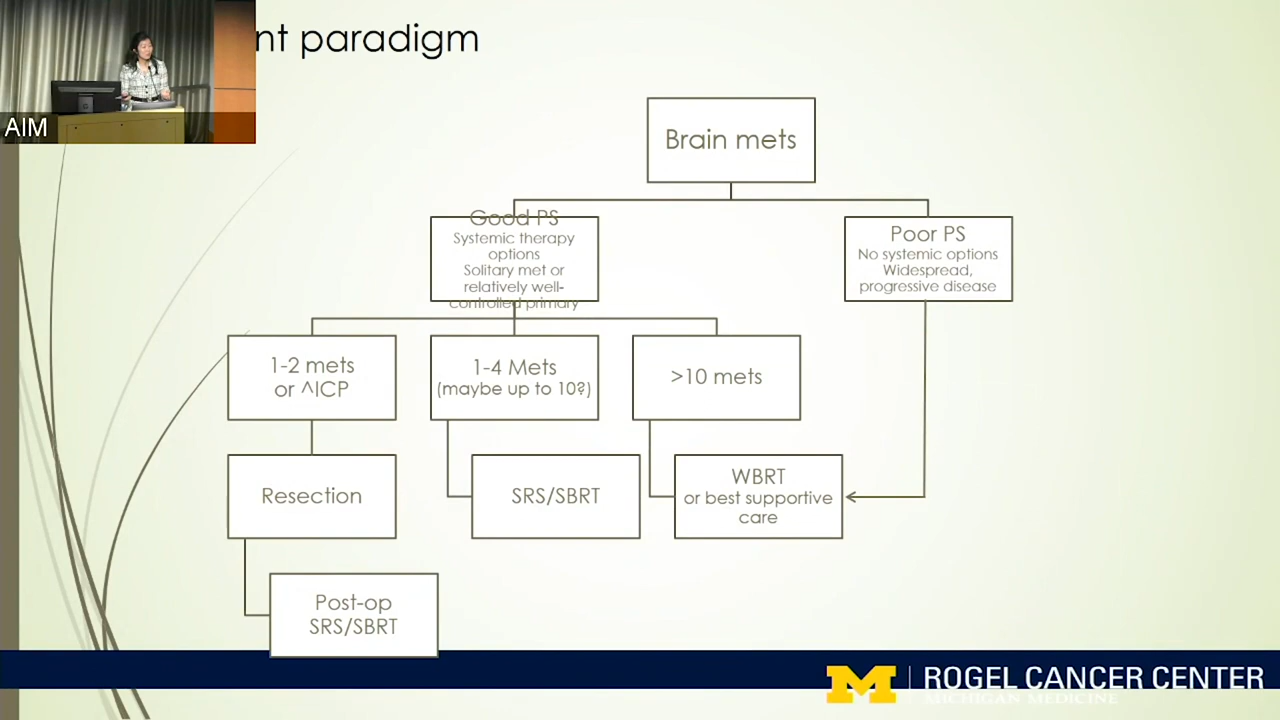 nt paradigm
AIM
Brain mets
Good PS
Systemic therapy
options
Solitary met or
relatively well-
controlled primary
Poor PS
No systemic options
Widespread,
progressive disease
1-2 mets
or ^ICP
1-4 Mets
(maybe up to 10?)
>10 mets
Resection
SRS/SBRT
WBRT
or best supportive
care
Post-op
SRS/SBRT
M
ROGEL CANCER CENTER
MICHIGAN MEDICINE